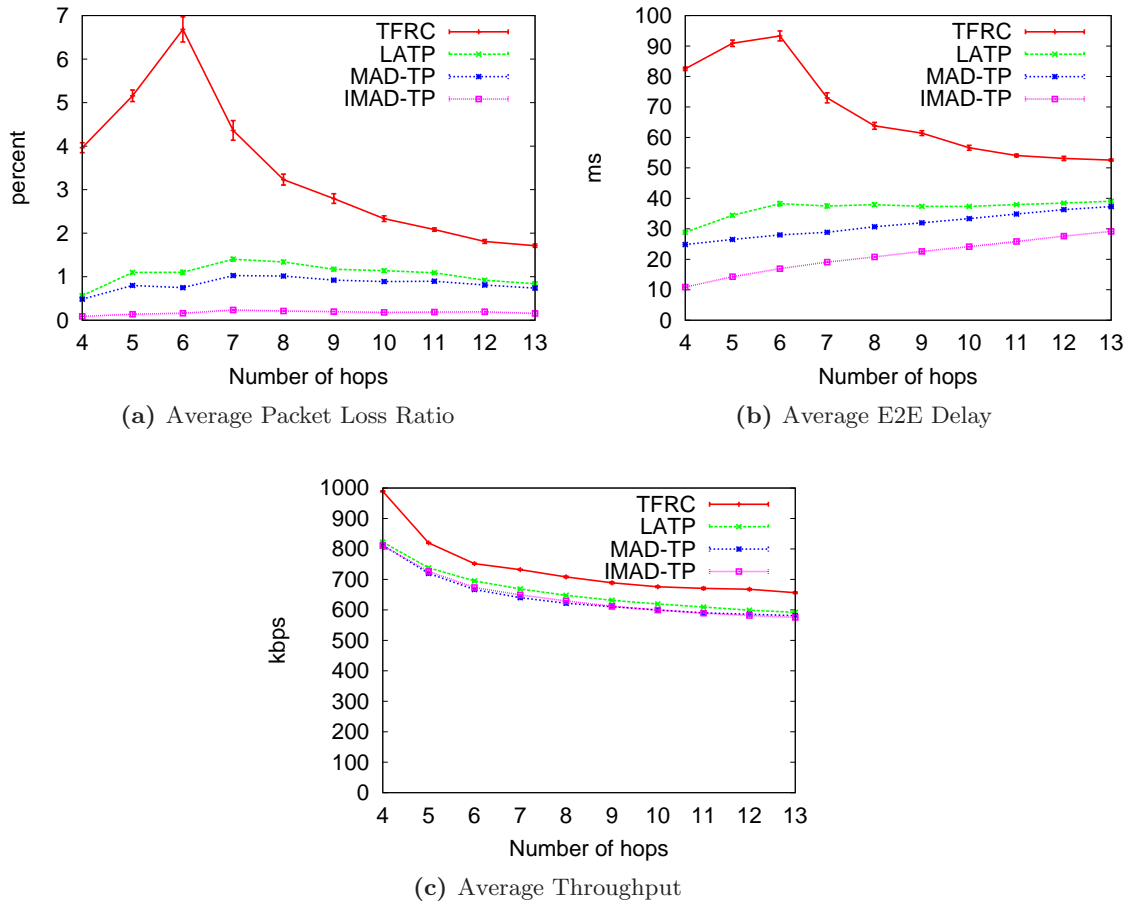 7
6
5
4
3
2
1
0
percent
4 5 6 7 8 9 10 11 12 13
Number of hops
TFRC
LATP
MAD-TP
IMAD-TP
(a) Average Packet Loss Ratio
100
90
80
70
60
50
40
30
20
10
0
ms
4 5 6 7 8 9 10 11 12 13
Number of hops
TFRC
LATP
MAD-TP
IMAD-TP
(b) Average E2E Delay
1000
900
800
700
600
500
400
300
200
100
0
kbps
4 5 6 7 8 9 10 11 12 13
Number of hops
TFRC
LATP
MAD-TP
IMAD-TP
(c) Average Throughput